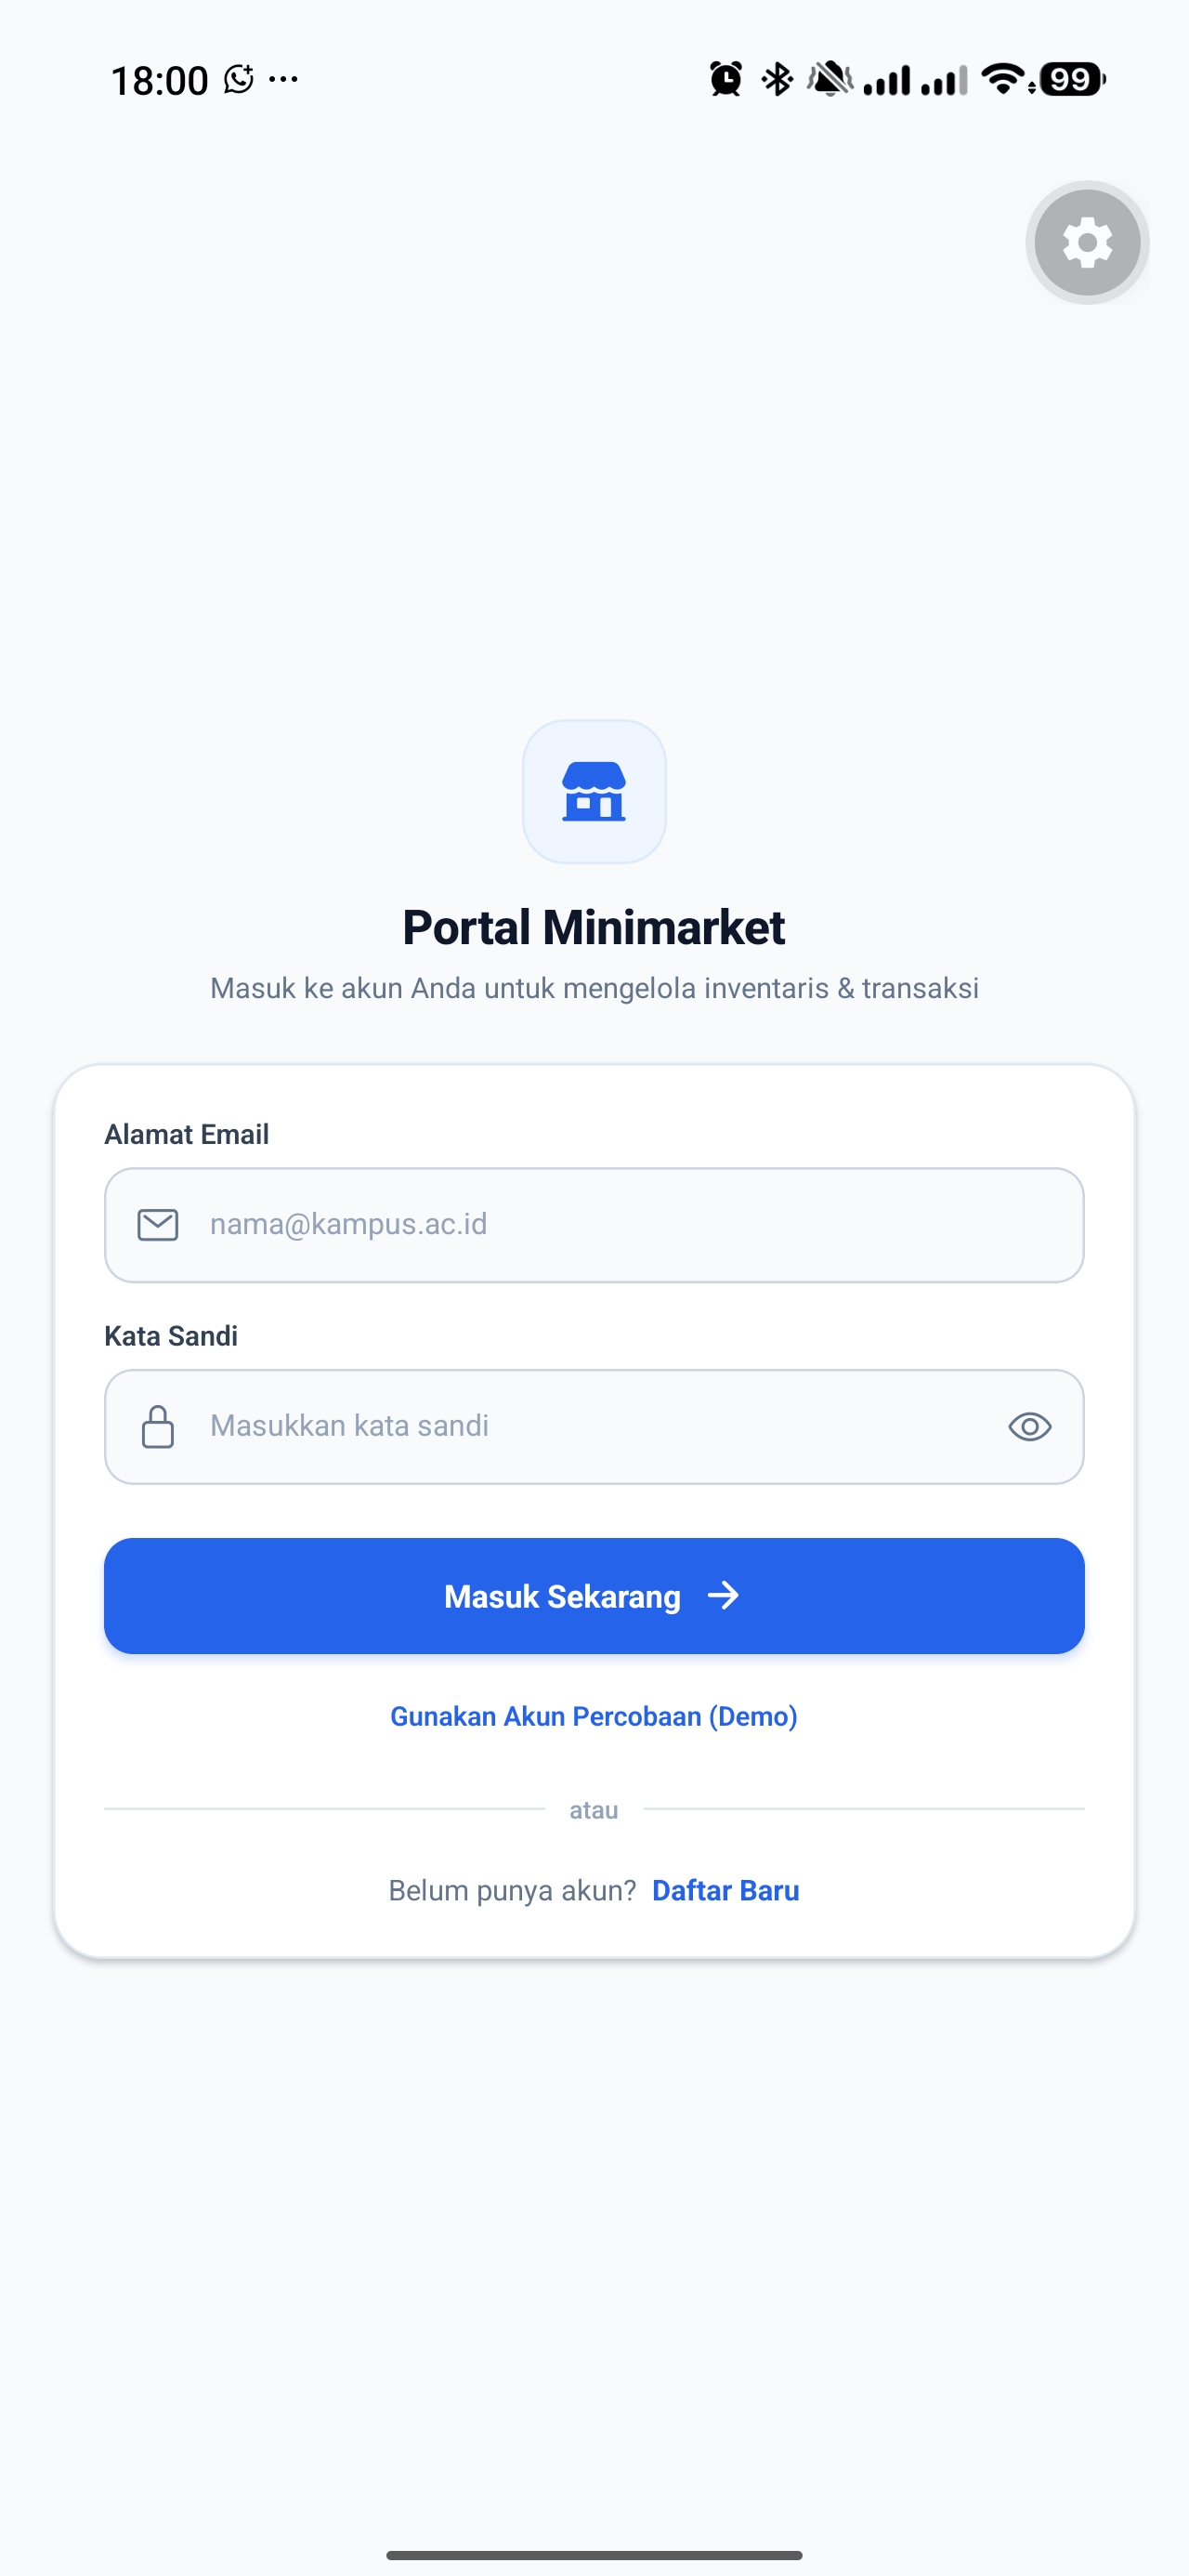 18:00
99
Portal Minimarket
Masuk ke akun Anda untuk mengelola inventaris & transaksi
Alamat Email
nama@kampus.ac.id
Kata Sandi
Masukkan kata sandi
Masuk Sekarang →
Gunakan Akun Percobaan (Demo)
atau
Belum punya akun? Daftar Baru